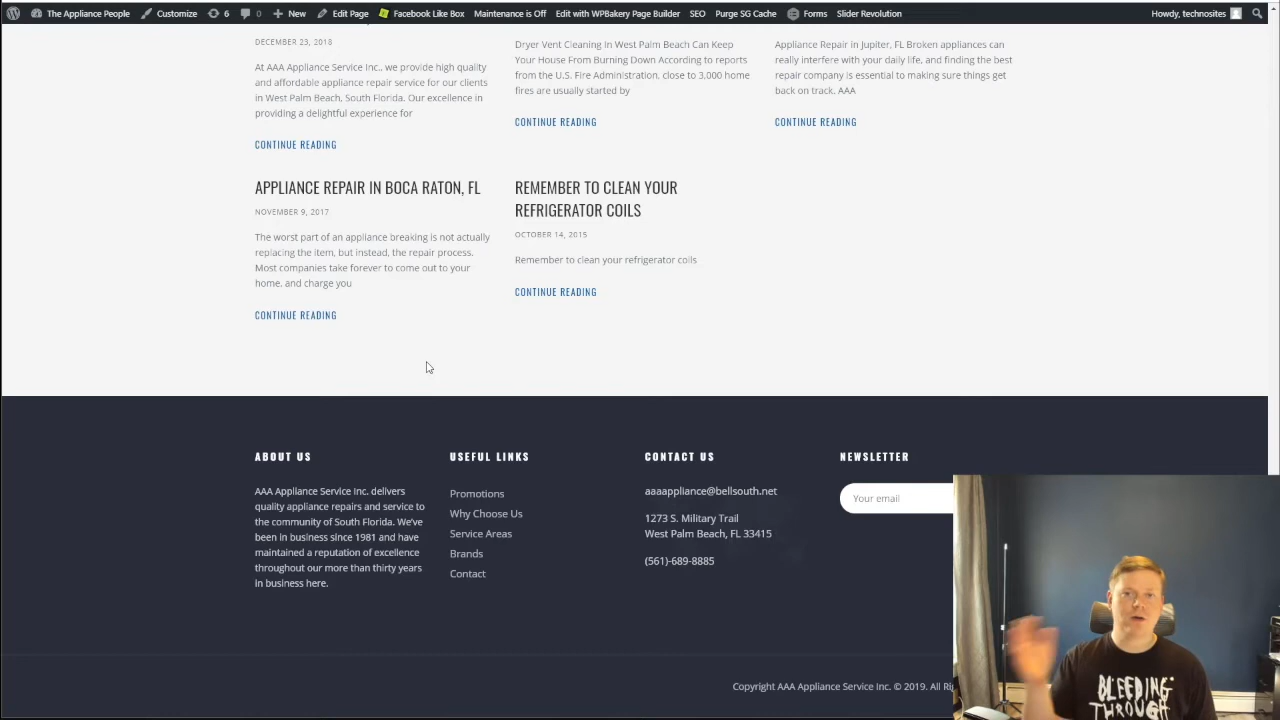 The Appliance People
Customize
6
0
New
Edit Page
Facebook Like Box
Maintenance is Off
Edit with WPBakery Page Builder
SEO
Purge SG Cache
Forms
Slider Revolution
Howdy, technosites
DECEMBER 23, 2018
At AAA Appliance Service Inc., we provide high quality
and affordable appliance repair service for our clients
in West Palm Beach, South Florida. Our excellence in
providing a delightful experience for
CONTINUE READING
Dryer Vent Cleaning In West Palm Beach Can Keep
Your House From Burning Down According to reports
from the U.S. Fire Administration, close to 3,000 home
fires are usually started by
CONTINUE READING
Appliance Repair in Jupiter, FL Broken appliances can
really interfere with your daily life, and finding the best
repair company is essential to making sure things get
back on track. AAA
CONTINUE READING
APPLIANCE REPAIR IN BOCA RATON, FL
NOVEMBER 9, 2017
The worst part of an appliance breaking is not actually
replacing the item, but instead, the repair process.
Most companies take forever to come out to your
home, and charge you
CONTINUE READING
REMEMBER TO CLEAN YOUR
REFRIGERATOR COILS
OCTOBER 14, 2015
Remember to clean your refrigerator coils
CONTINUE READING
ABOUT US
AAA Appliance Service Inc. delivers
quality appliance repairs and service to
the community of South Florida. We've
been in business since 1981 and have
maintained a reputation of excellence
throughout our more than thirty years
in business here.
USEFUL LINKS
Promotions
Why Choose Us
Service Areas
Brands
Contact
CONTACT US
aaaappliance@bellsouth.net
1273 S. Military Trail
West Palm Beach, FL 33415
(561)-689-8885
NEWSLETTER
Your email
Copyright AAA Appliance Service Inc. © 2019. All
BLEEDING
THROUGH